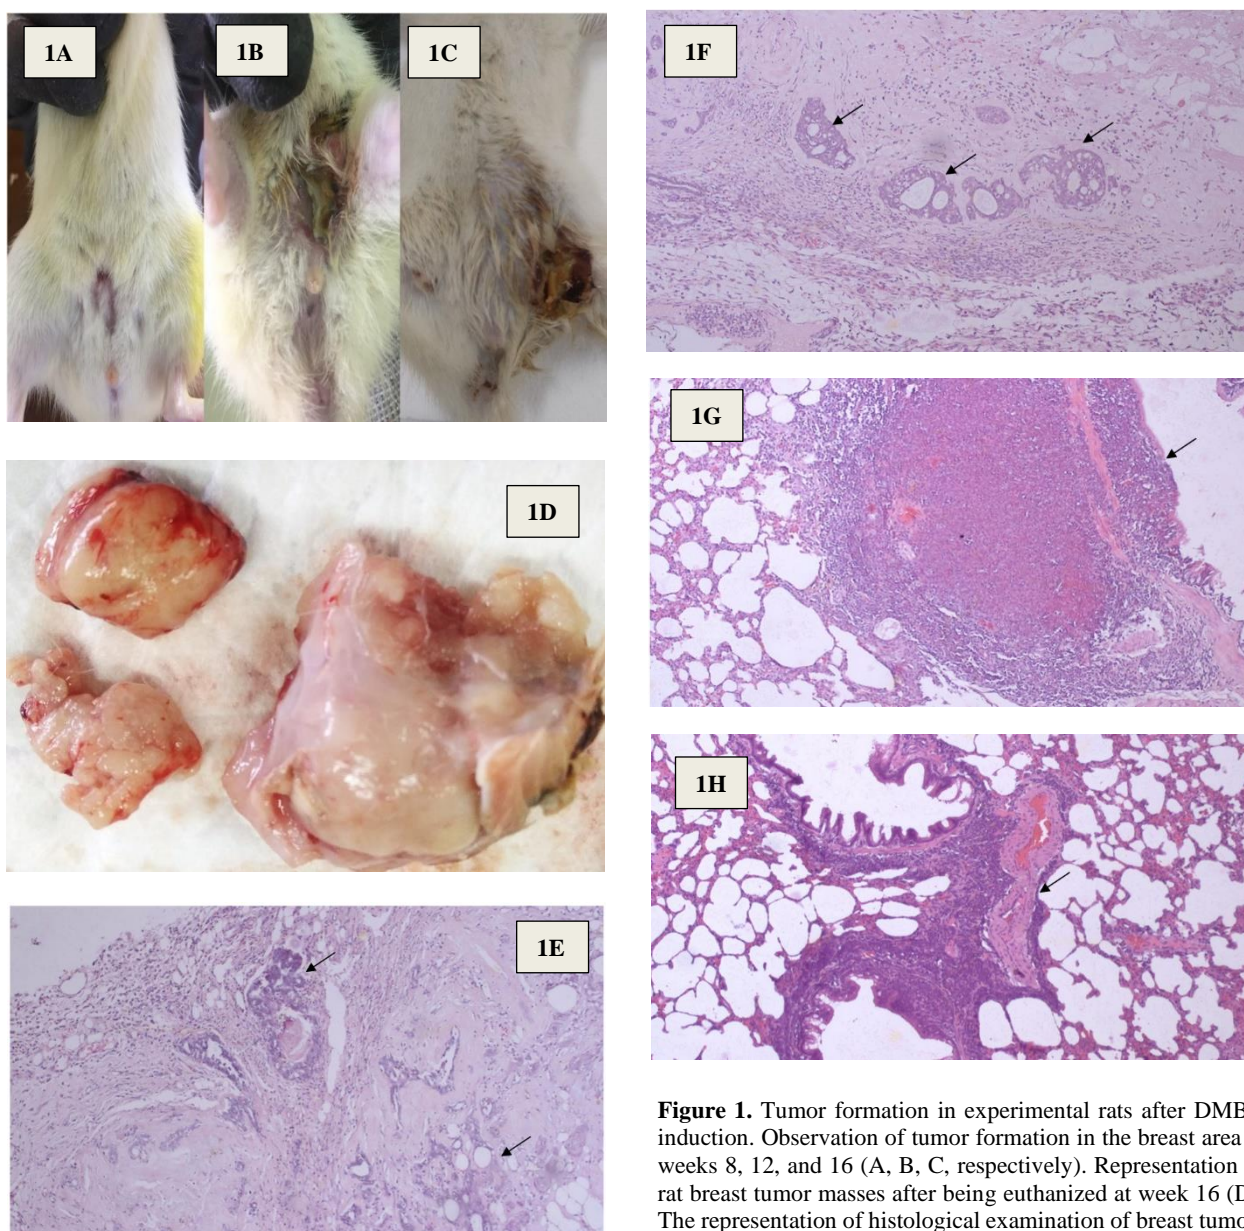 1A
1B
1C
1D
1E
1F
1G
1H
Figure 1. Tumor formation in experimental rats after DMB
induction. Observation of tumor formation in the breast area
weeks 8, 12, and 16 (A, B, C, respectively). Representation
rat breast tumor masses after being euthanized at week 16 (D
The representation of histological examination of breast tumo